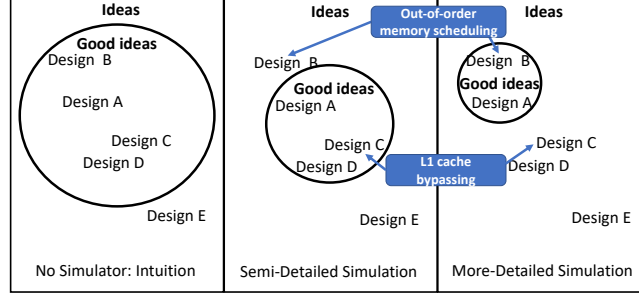 Ideas
Good ideas
Design B
Design A
Design C
Design D
Design E
No Simulator: Intuition
Ideas
Out-of-order
memory scheduling
Design B
Good ideas
Design A
Design C
Design D
L1 cache
bypassing
Design E
Semi-Detailed Simulation
Ideas
Design B
Good ideas
Design A
Design C
Design D
Design E
More-Detailed Simulation